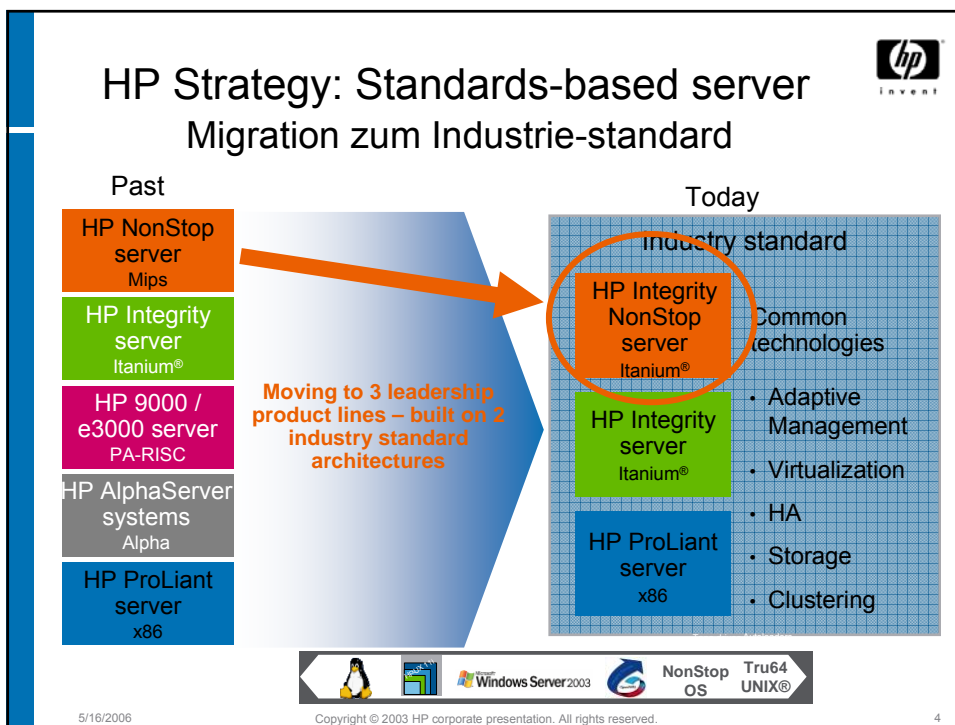 HP Strategy: Standards-based server
Migration zum Industrie-standard
hp
invent
Past
HP NonStop
server
Mips
HP Integrity
server
Itanium®
HP 9000 /
e3000 server
PA-RISC
HP AlphaServer
systems
Alpha
HP ProLiant
server
x86
Moving to 3 leadership
product lines – built on 2
industry standard
architectures
Today
Industry standard
HP Integrity
NonStop
server
Itanium®
HP Integrity
server
Itanium®
HP ProLiant
server
x86
Common
technologies
• Adaptive
Management
• Virtualization
• HA
• Storage
• Clustering
Microsoft
Windows Server 2003
NonStop
OS
Tru64
UNIX®
5/16/2006
Copyright © 2003 HP corporate presentation. All rights reserved.
4